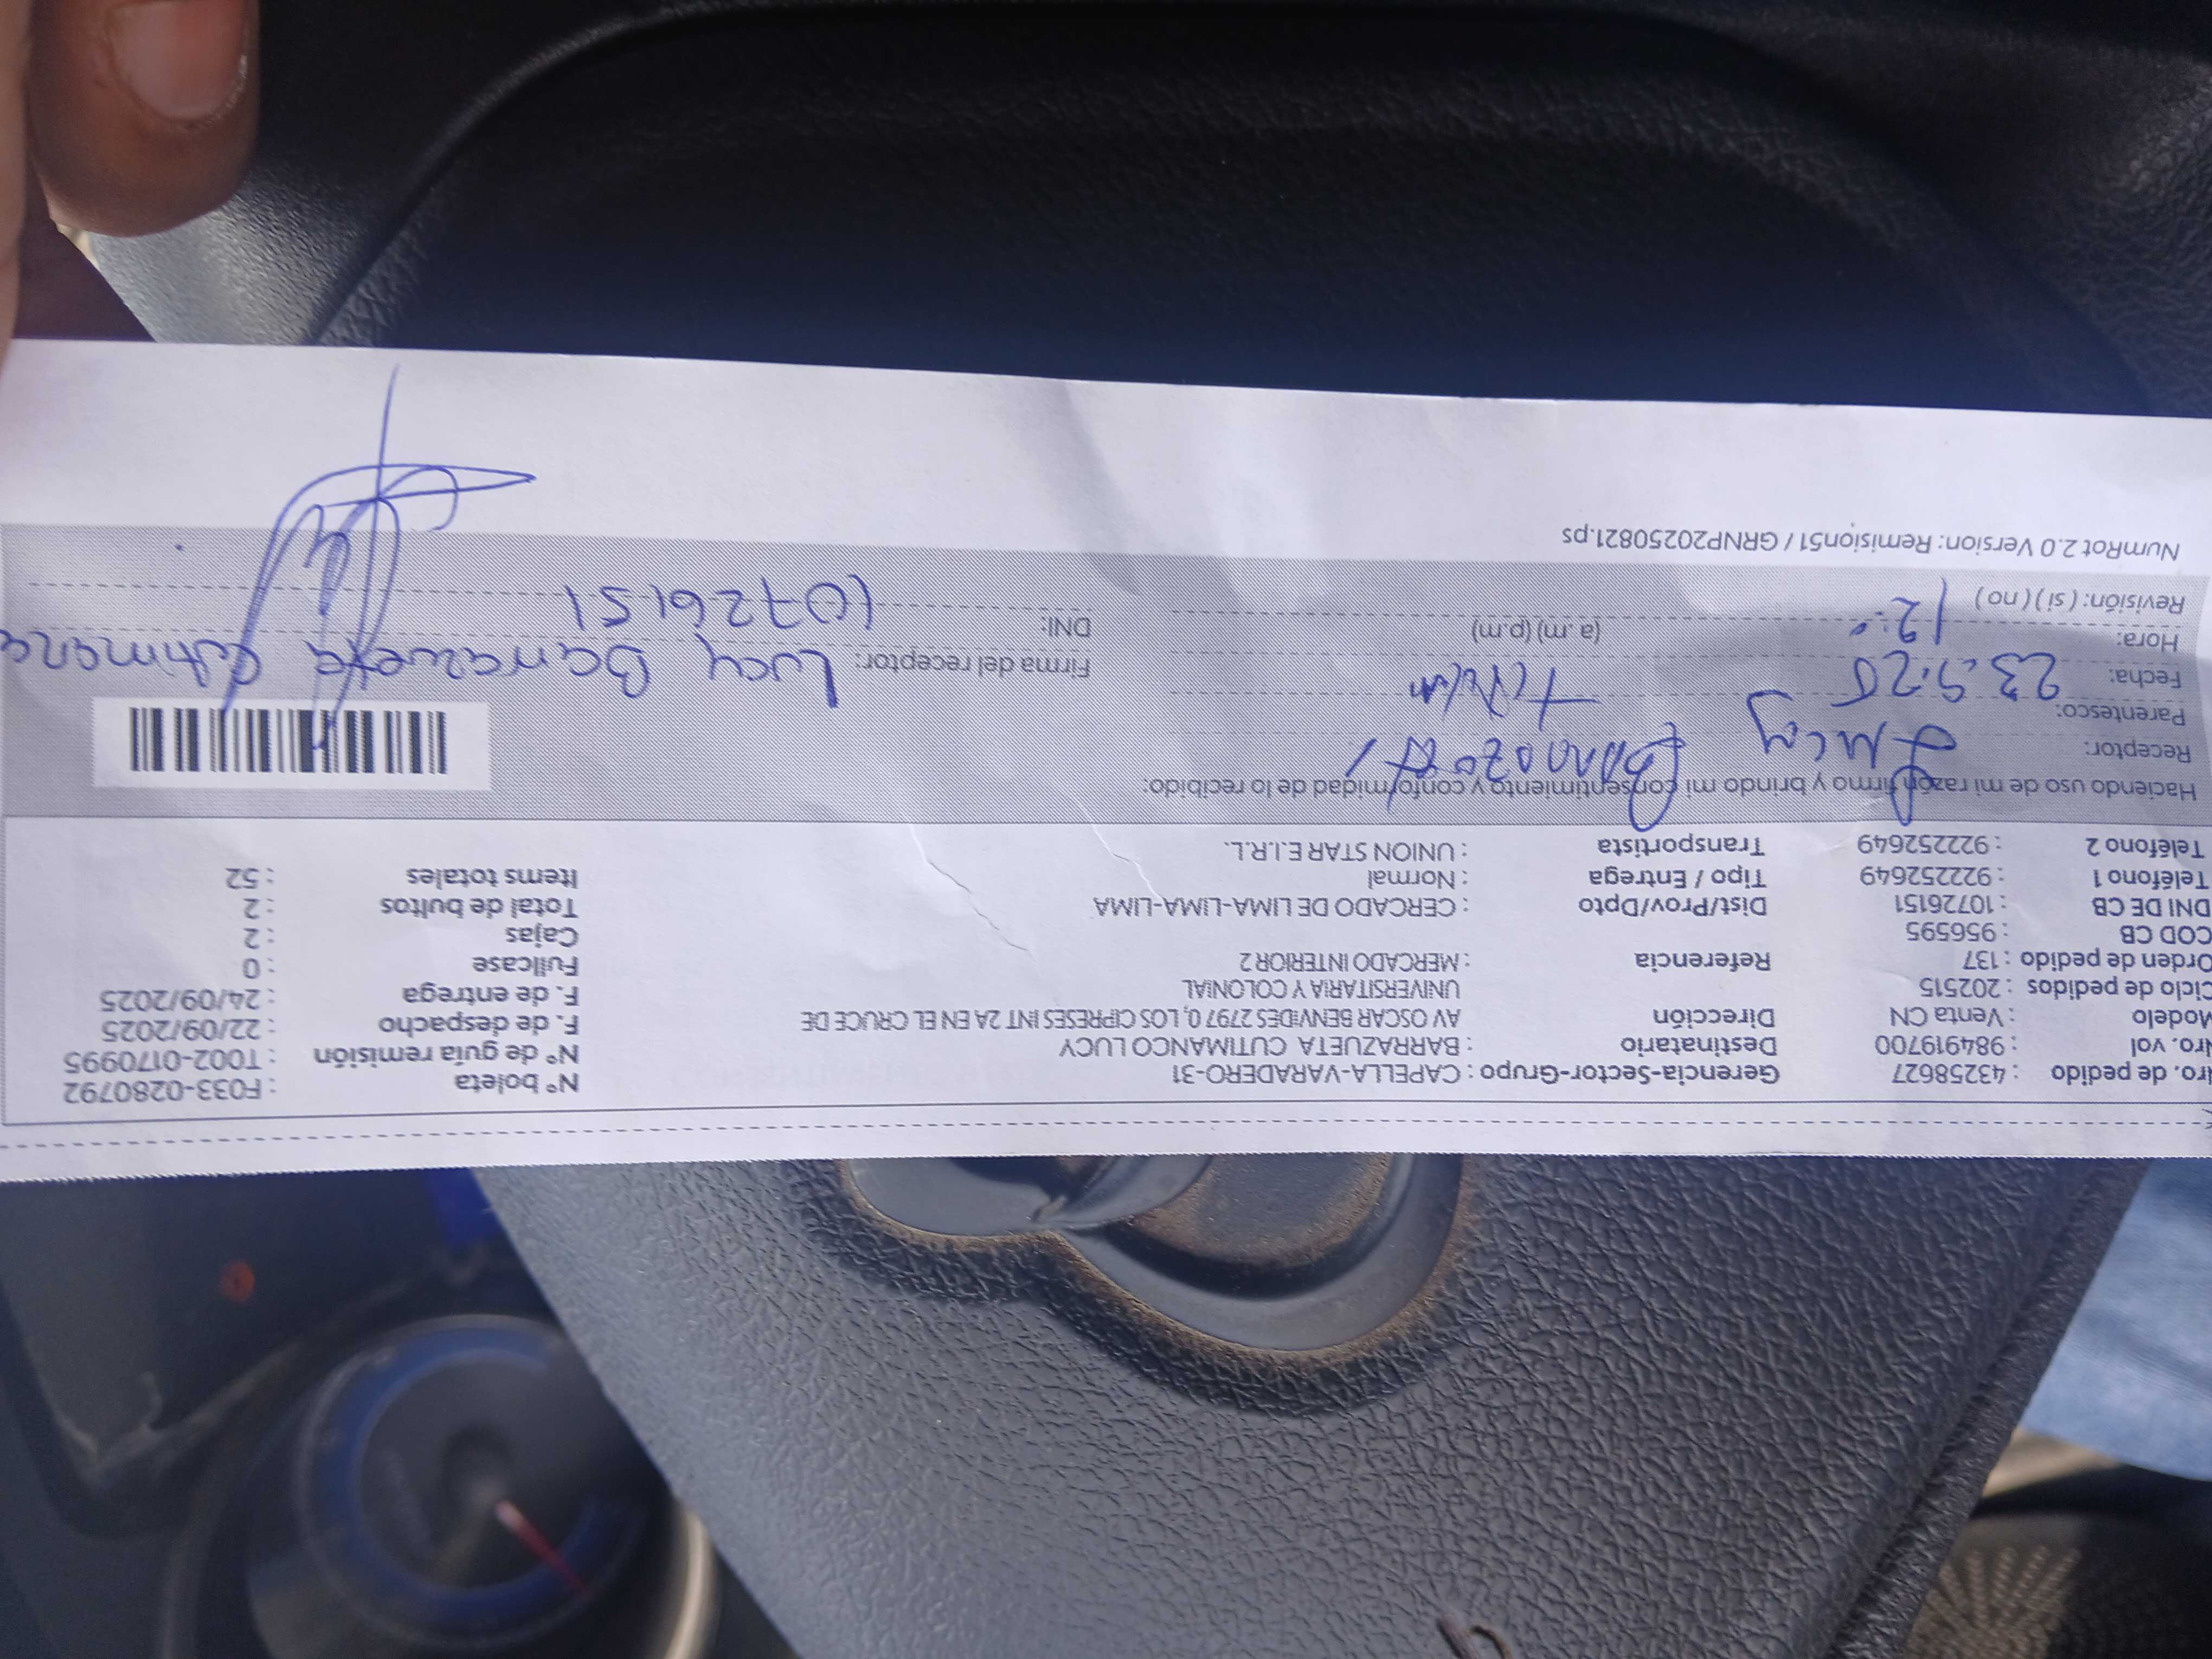 Nro. de pedido : 43258627 Gerencia-Sector-Grupo : CAPELLA-VARADERO-31 N° boleta : F033-0280792
Nro. vol : 984919700 Destinatario : BARRAZUETA CUTIMANCO LUCY N° de guía remisión : T002-0170995
Modelo : Venta CN Dirección AV OSCAR BENVIDES 2797 0, LOS CIPRESES INT 2A EN EL CRUCE DE F. de despacho : 22/09/2025
Ciclo de pedidos : 202515 UNIVERSITARIA Y COLONIAL F. de entrega : 24/09/2025
Orden de pedido : 137 Referencia : MERCADO INTERIOR 2 Fullcase : 0
COD CB : 956595 Cajas : 2
DNI DE CB : 10726151 Dist/Prov/Dpto : CERCADO DE LIMA-LIMA-LIMA Total de bultos : 2
Teléfono 1 : 922252649 Tipo / Entrega : Normal Items totales : 52
Teléfono 2 : 922252649 Transportista : UNION STAR E.I.R.L.
Haciendo uso de mi razón firmo y brindo mi consentimiento y conformidad de lo recibido:
Receptor: Lucy
Parentesco:
Fecha: 23.9.25 Firma del receptor: Lucy Barrazueta
Hora: 12:0 (a.m) (p.m) DNI: 10726151
Revisión: ( si ) ( no )
NumRot 2.0 Version: Remision51 / GRNP20250821.ps